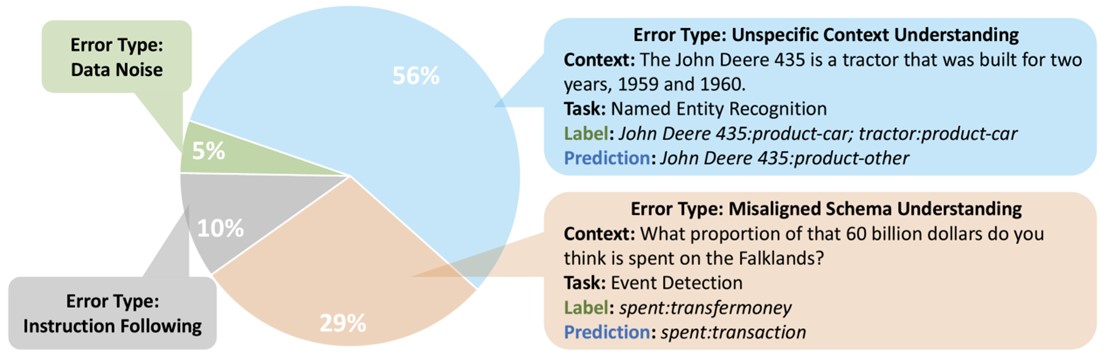 Error Type:
Data Noise
56%
5%
10%
29%
Error Type:
Instruction Following
Error Type: Unspecific Context Understanding
Context: The John Deere 435 is a tractor that was built for two
years, 1959 and 1960.
Task: Named Entity Recognition
Label: John Deere 435:product-car; tractor:product-car
Prediction: John Deere 435:product-other
Error Type: Misaligned Schema Understanding
Context: What proportion of that 60 billion dollars do you
think is spent on the Falklands?
Task: Event Detection
Label: spent:transfermoney
Prediction: spent:transaction